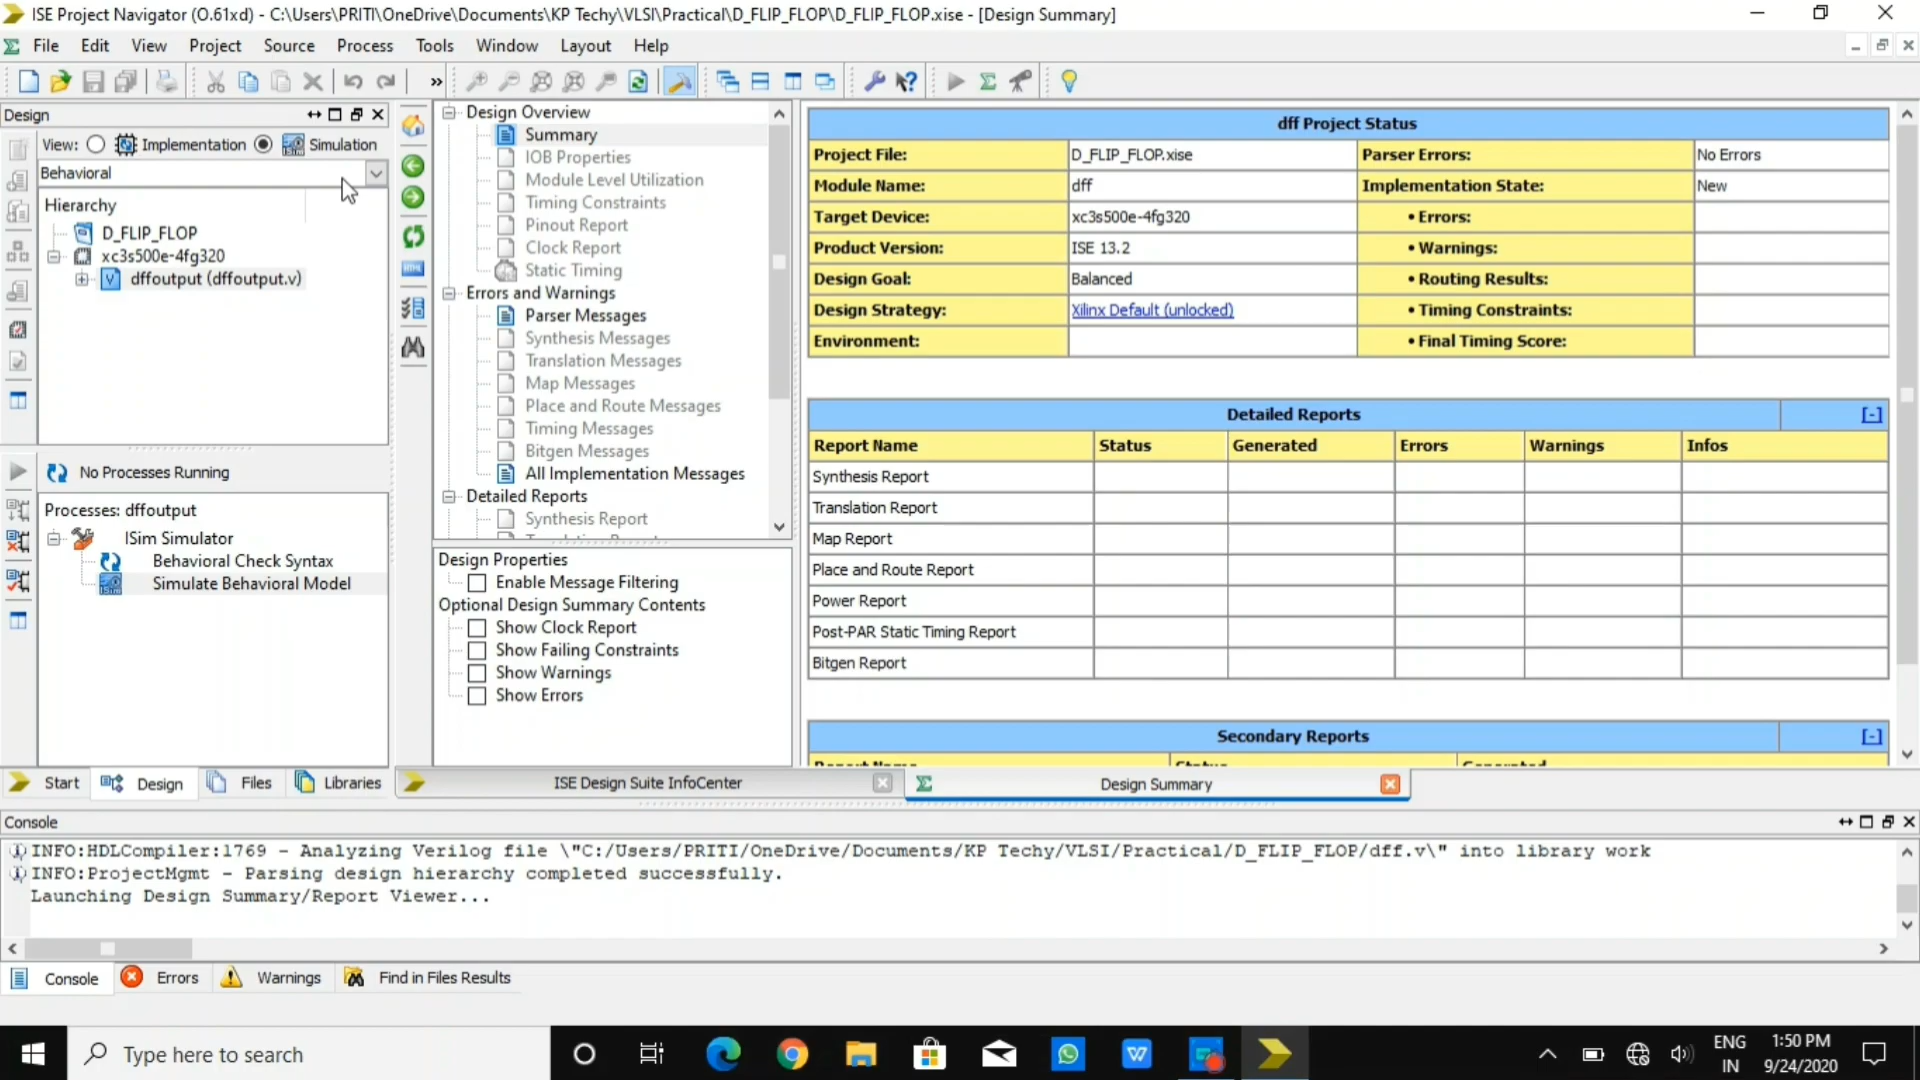 ISE Project Navigator (O.61xd) - C:\Users\PRITI\OneDrive\Documents\KP Techy\VLSI\Practical\D_FLIP_FLOP\D_FLIP_FLOP.xise - [Design Summary]
File Edit View Project Source Process Tools Window Layout Help
Design
View: Implementation Simulation
Behavioral
Hierarchy
D_FLIP_FLOP
xc3s500e-4fg320
dffoutput (dffoutput.v)
No Processes Running
Processes: dffoutput
ISim Simulator
Behavioral Check Syntax
Simulate Behavioral Model
Start Design Files Libraries
Design Overview
Summary
IOB Properties
Module Level Utilization
Timing Constraints
Pinout Report
Clock Report
Static Timing
Errors and Warnings
Parser Messages
Synthesis Messages
Translation Messages
Map Messages
Place and Route Messages
Timing Messages
Bitgen Messages
All Implementation Messages
Detailed Reports
Synthesis Report
Design Properties
Enable Message Filtering
Optional Design Summary Contents
Show Clock Report
Show Failing Constraints
Show Warnings
Show Errors
dff Project Status
Project File: D_FLIP_FLOP.xise Parser Errors: No Errors
Module Name: dff Implementation State: New
Target Device: xc3s500e-4fg320 • Errors:
Product Version: ISE 13.2 • Warnings:
Design Goal: Balanced • Routing Results:
Design Strategy: Xilinx Default (unlocked) • Timing Constraints:
Environment: • Final Timing Score:
Detailed Reports [-]
Report Name Status Generated Errors Warnings Infos
Synthesis Report
Translation Report
Map Report
Place and Route Report
Power Report
Post-PAR Static Timing Report
Bitgen Report
Secondary Reports [-]
ISE Design Suite InfoCenter Design Summary
Console
INFO:HDLCompiler:1769 - Analyzing Verilog file \"C:/Users/PRITI/OneDrive/Documents/KP Techy/VLSI/Practical/D_FLIP_FLOP/dff.v\" into library work
INFO:ProjectMgmt - Parsing design hierarchy completed successfully.
Launching Design Summary/Report Viewer...
Console Errors Warnings Find in Files Results
Type here to search
ENG 1:50 PM
IN 9/24/2020